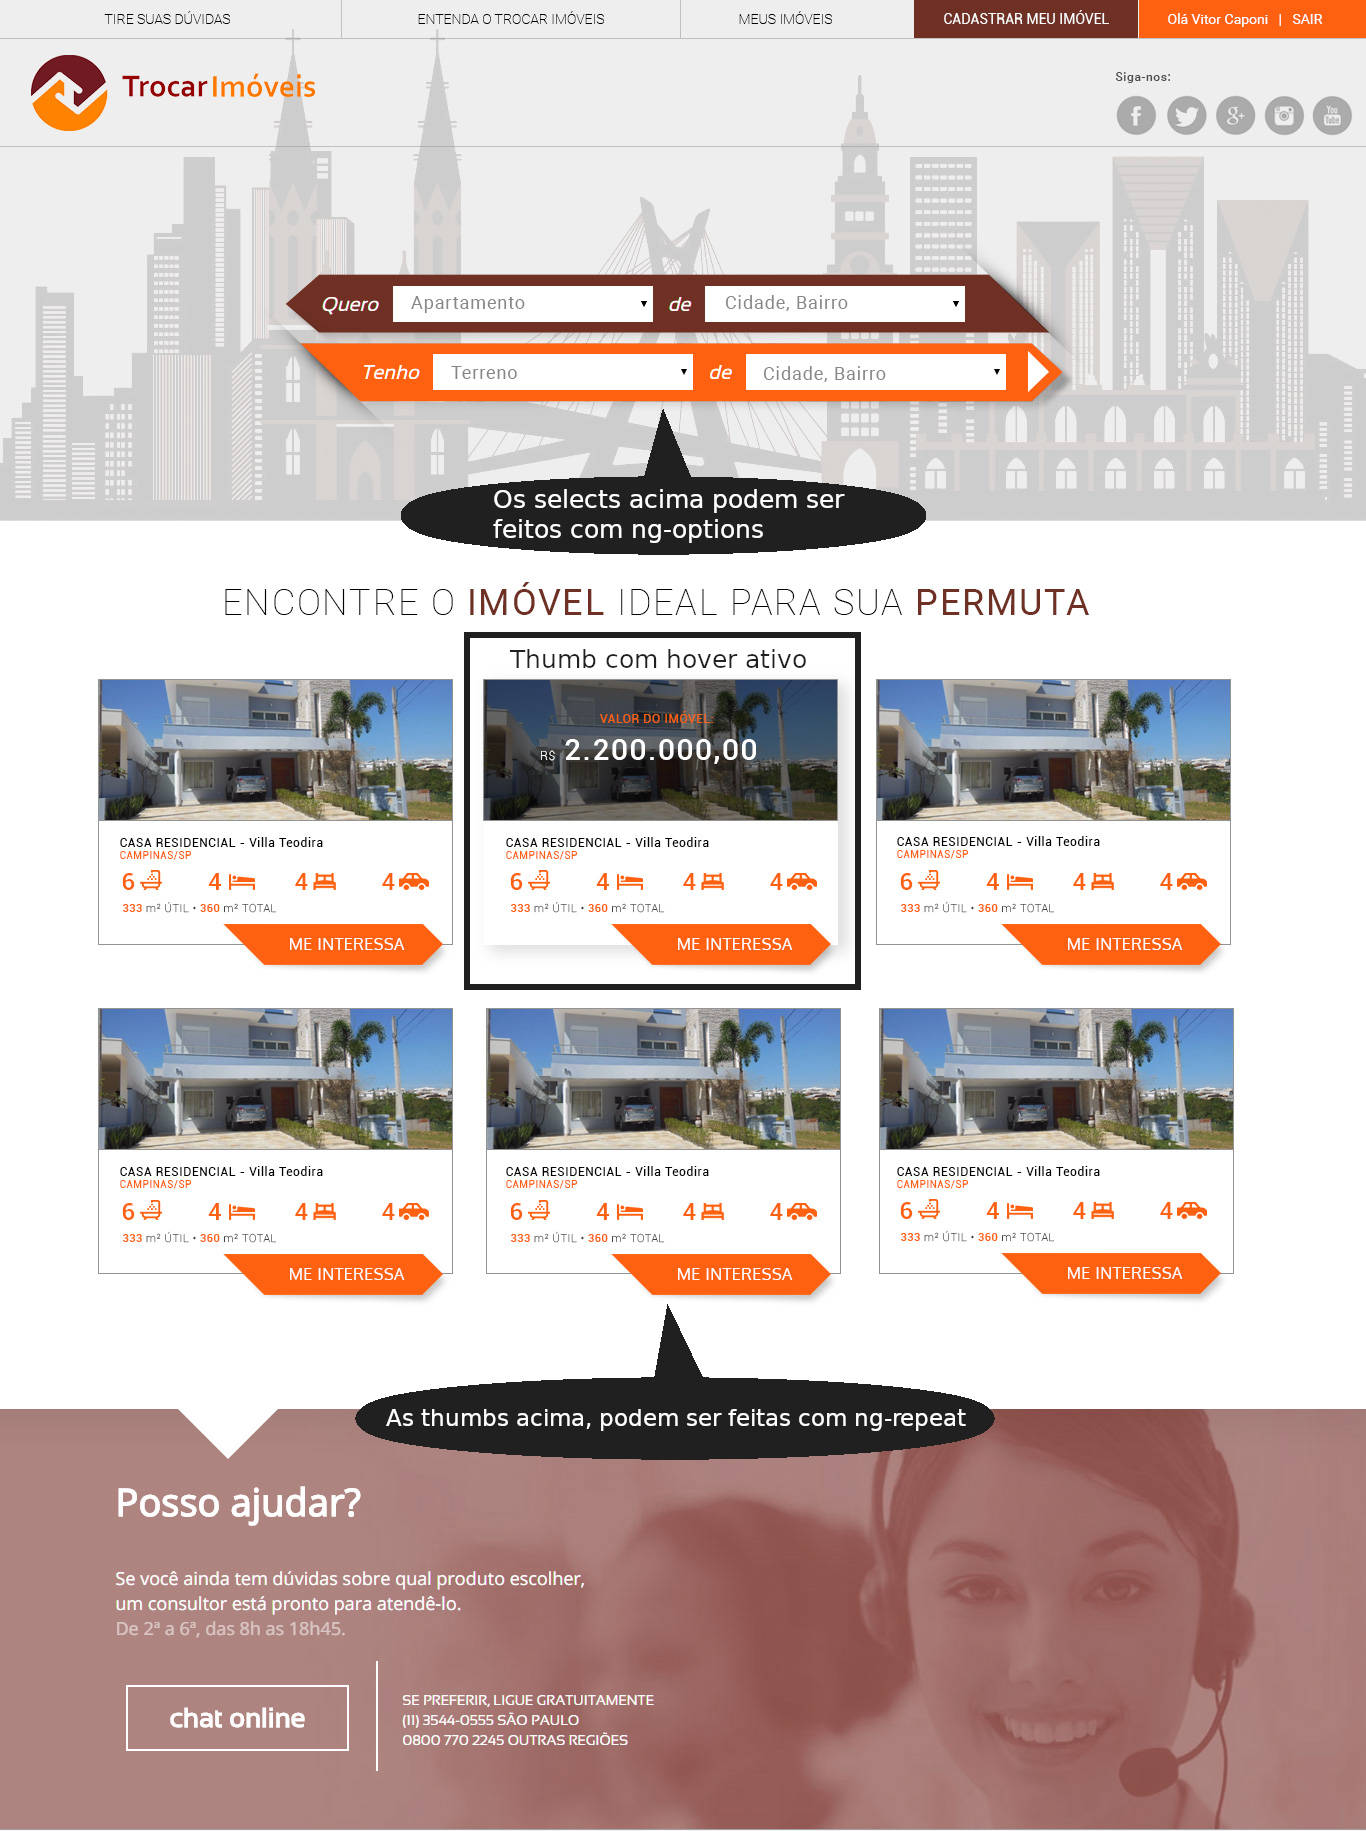 TIRE SUAS DÚVIDAS
ENTENDA O TROCAR IMÓVEIS
MEUS IMÓVEIS
CADASTRAR MEU IMÓVEL
Olá Vitor Caponi | SAIR
TrocarImóveis
Siga-nos:
f
g+
You
Tube
Quero
Apartamento
de
Cidade, Bairro
Tenho
Terreno
de
Cidade, Bairro
Os selects acima podem ser
feitos com ng-options
ENCONTRE O IMÓVEL IDEAL PARA SUA PERMUTA
Thumb com hover ativo
VALOR DO IMÓVEL:
R$ 2.200.000,00
CASA RESIDENCIAL - Villa Teodira
CAMPINAS/SP
6 4 4 4
333 m² ÚTIL • 360 m² TOTAL
ME INTERESSA
CASA RESIDENCIAL - Villa Teodira
CAMPINAS/SP
6 4 4 4
333 m² ÚTIL • 360 m² TOTAL
ME INTERESSA
CASA RESIDENCIAL - Villa Teodira
CAMPINAS/SP
6 4 4 4
333 m² ÚTIL • 360 m² TOTAL
ME INTERESSA
CASA RESIDENCIAL - Villa Teodira
CAMPINAS/SP
6 4 4 4
333 m² ÚTIL • 360 m² TOTAL
ME INTERESSA
CASA RESIDENCIAL - Villa Teodira
CAMPINAS/SP
6 4 4 4
333 m² ÚTIL • 360 m² TOTAL
ME INTERESSA
CASA RESIDENCIAL - Villa Teodira
CAMPINAS/SP
6 4 4 4
333 m² ÚTIL • 360 m² TOTAL
ME INTERESSA
As thumbs acima, podem ser feitas com ng-repeat
Posso ajudar?
Se você ainda tem dúvidas sobre qual produto escolher,
um consultor está pronto para atendê-lo.
De 2ª a 6ª, das 8h as 18h45.
chat online
SE PREFERIR, LIGUE GRATUITAMENTE
(11) 3544-0555 SÃO PAULO
0800 770 2245 OUTRAS REGIÕES